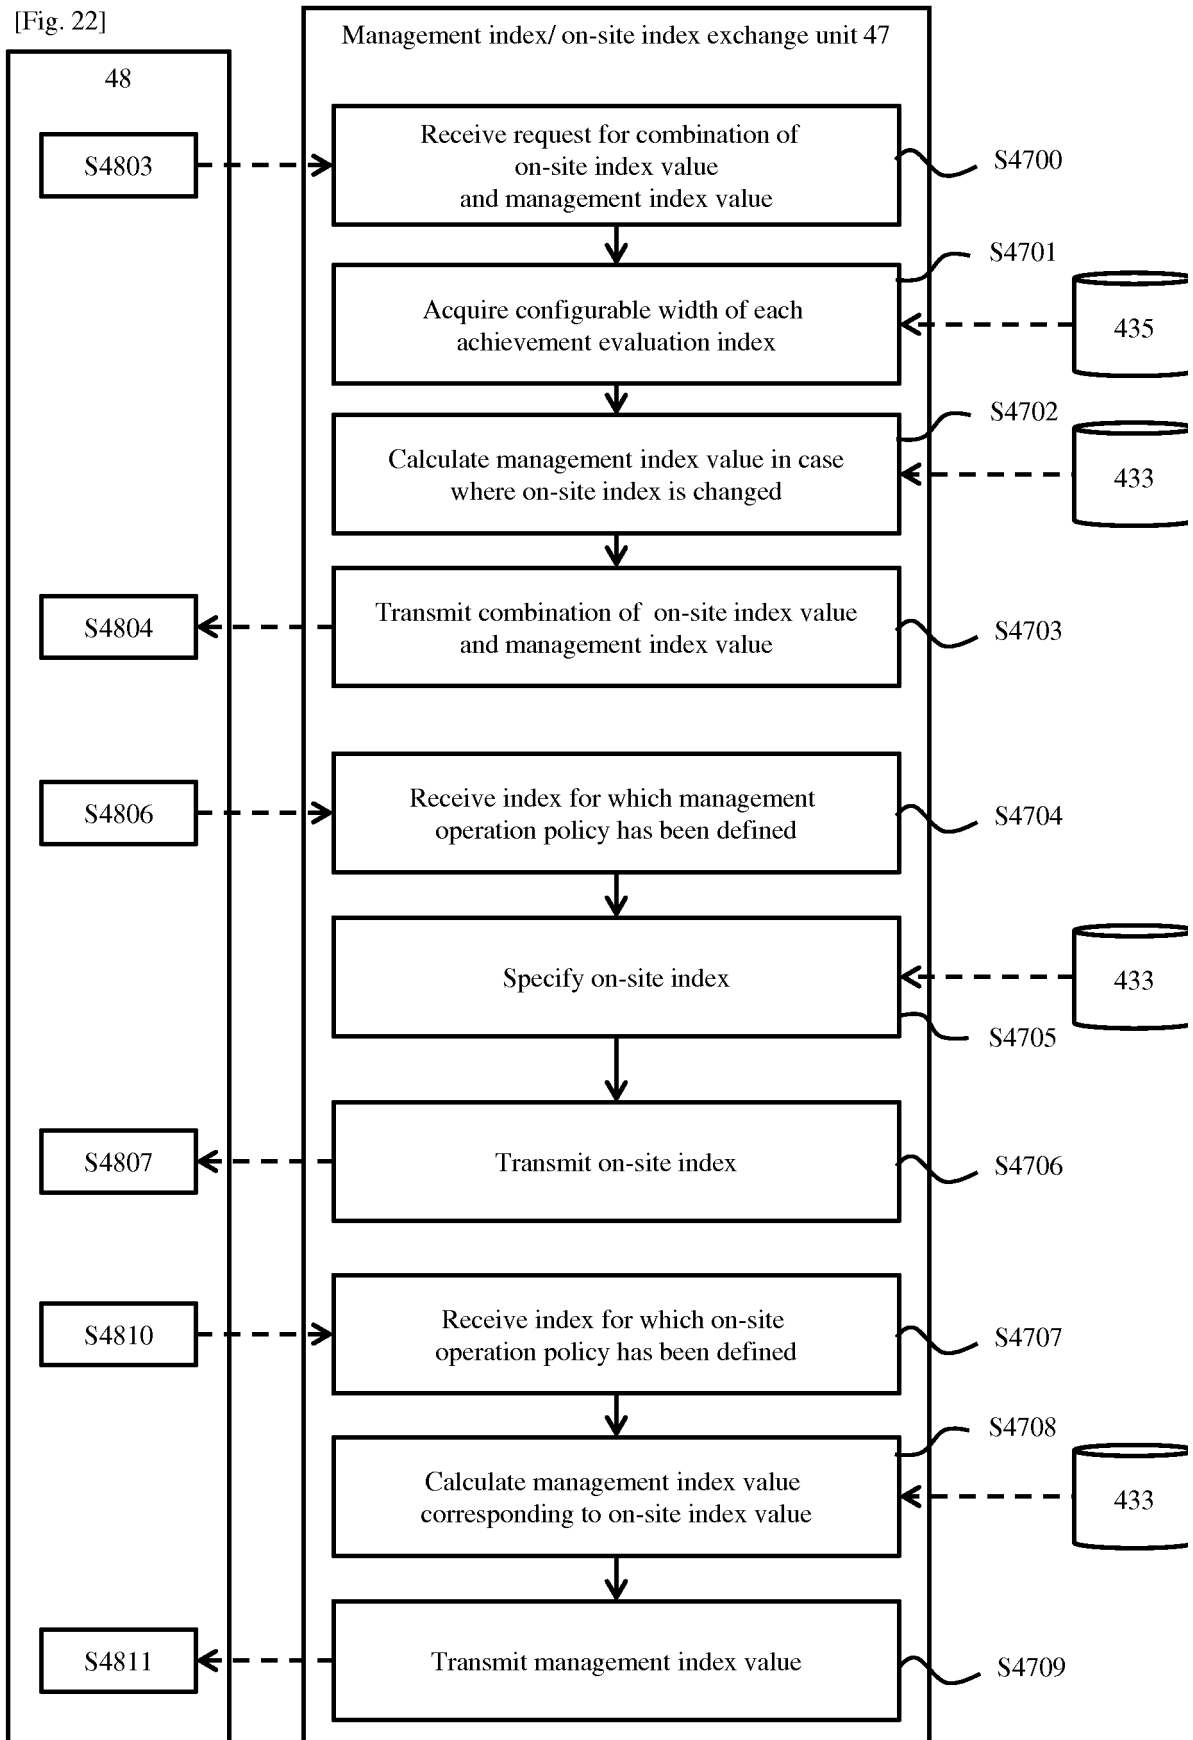 [Fig. 22]
Management index/ on-site index exchange unit 47
48
S4803
Receive request for combination of
on-site index value
and management index value
S4700
S4701
Acquire configurable width of each
achievement evaluation index
435
S4702
Calculate management index value in case
where on-site index is changed
433
S4804
Transmit combination of on-site index value
and management index value
S4703
S4806
Receive index for which management
operation policy has been defined
S4704
Specify on-site index
433
S4705
S4807
Transmit on-site index
S4706
S4810
Receive index for which on-site
operation policy has been defined
S4707
S4708
Calculate management index value
corresponding to on-site index value
433
S4811
Transmit management index value
S4709